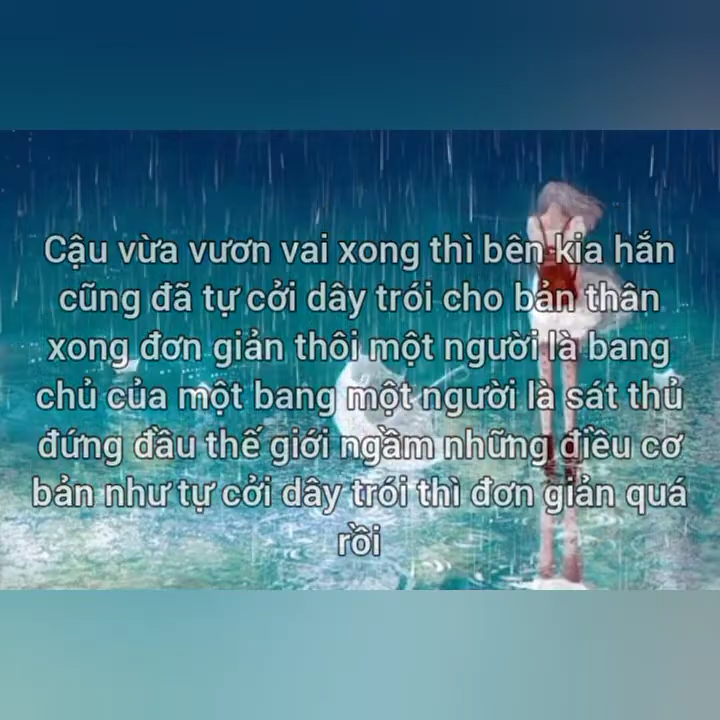 Cậu vừa vươn vai xong thì bên kia hắn
cũng đã tự cởi dây trói cho bản thân
xong đơn giản thôi một người là bang
chủ của một bang một người là sát thủ
đứng đầu thế giới ngầm những điều cơ
bản như tự cởi dây trói thì đơn giản quá
rồi